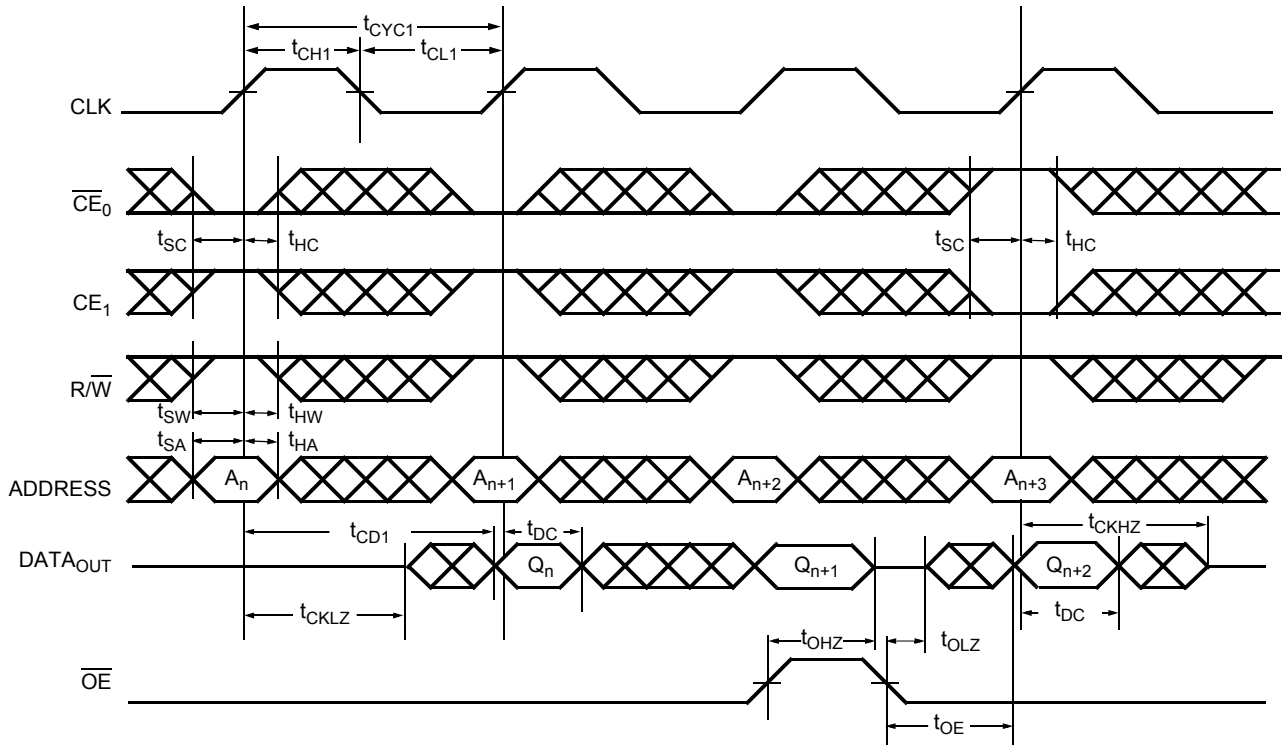 tCYC1
tCH1
tCL1
CLK
CE0
tSC
tHC
tSC
tHC
CE1
R/W
tSW
tHW
tSA
tHA
ADDRESS
An
An+1
An+2
An+3
tCD1
tDC
tCKHZ
DATAOUT
Qn
Qn+1
Qn+2
tCKLZ
tDC
tOHZ
tOLZ
OE
tOE